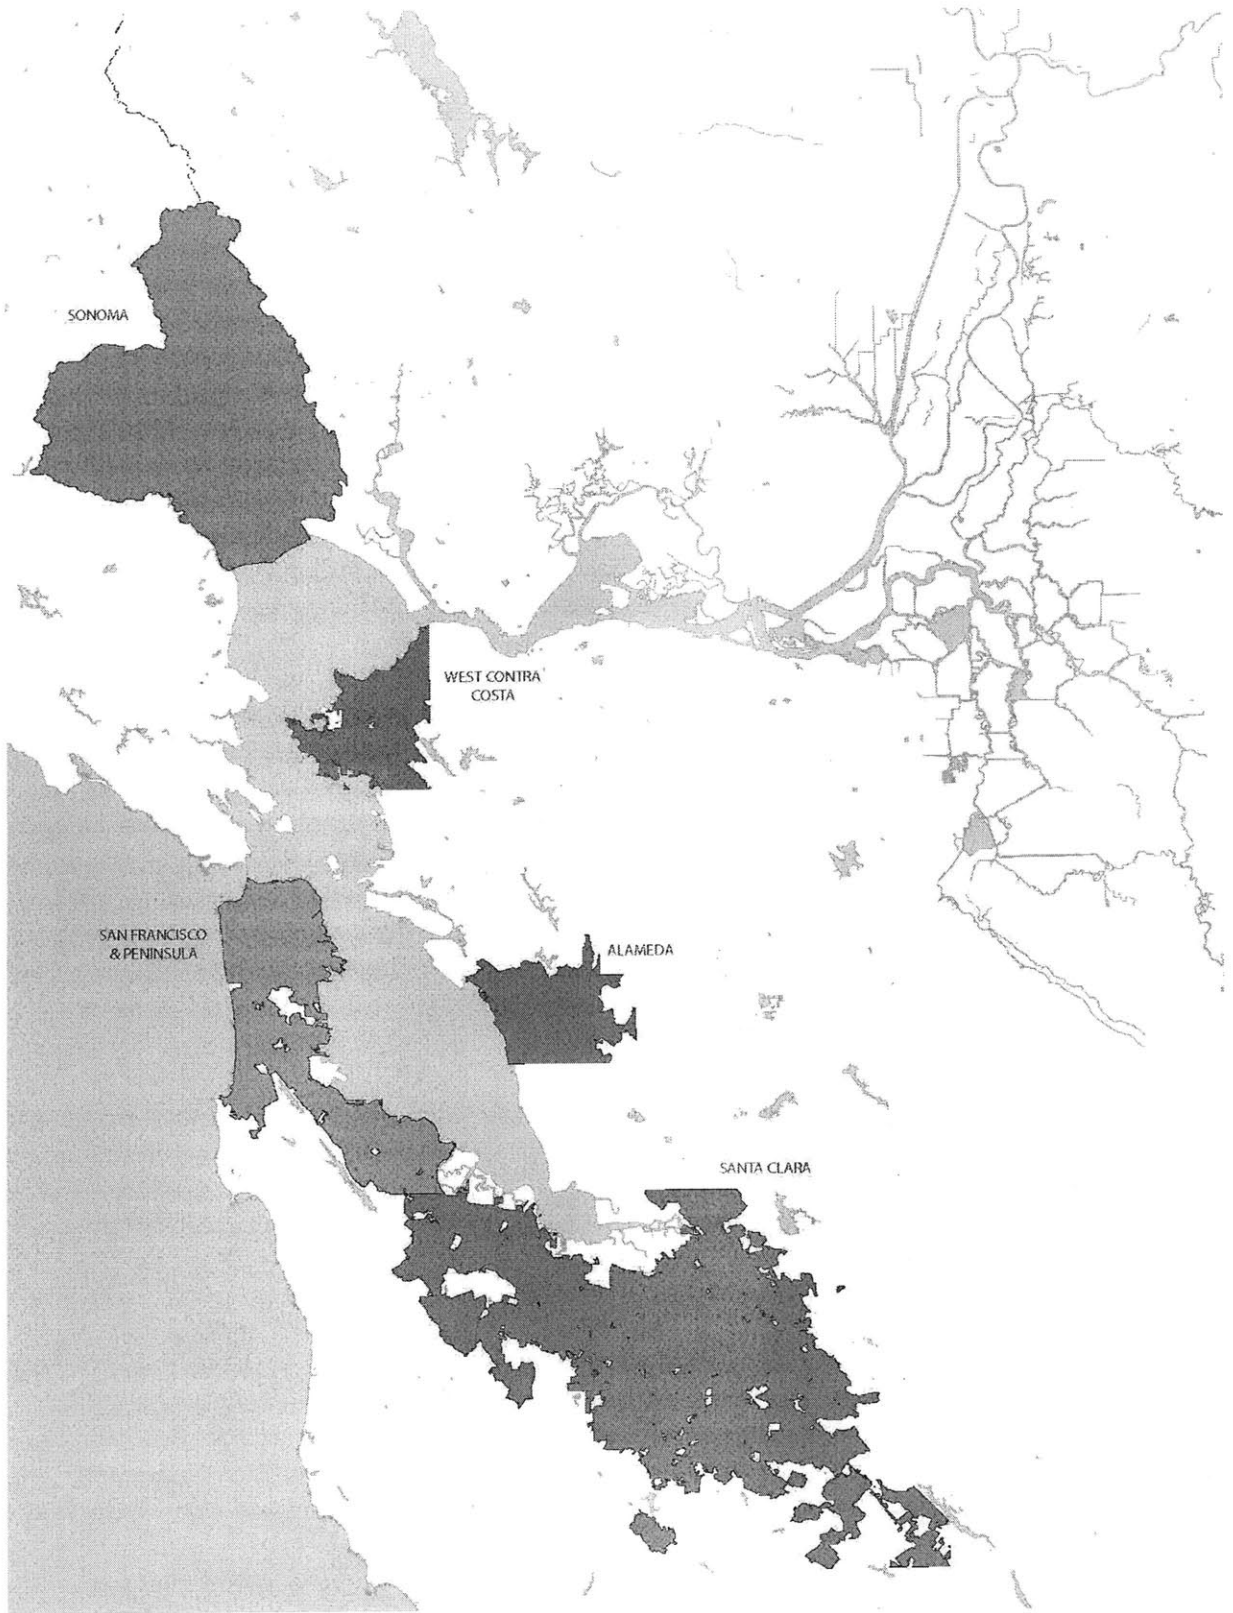 SONOMA
WEST CONTRA
COSTA
SAN FRANCISCO
& PENINSULA
ALAMEDA
SANTA CLARA